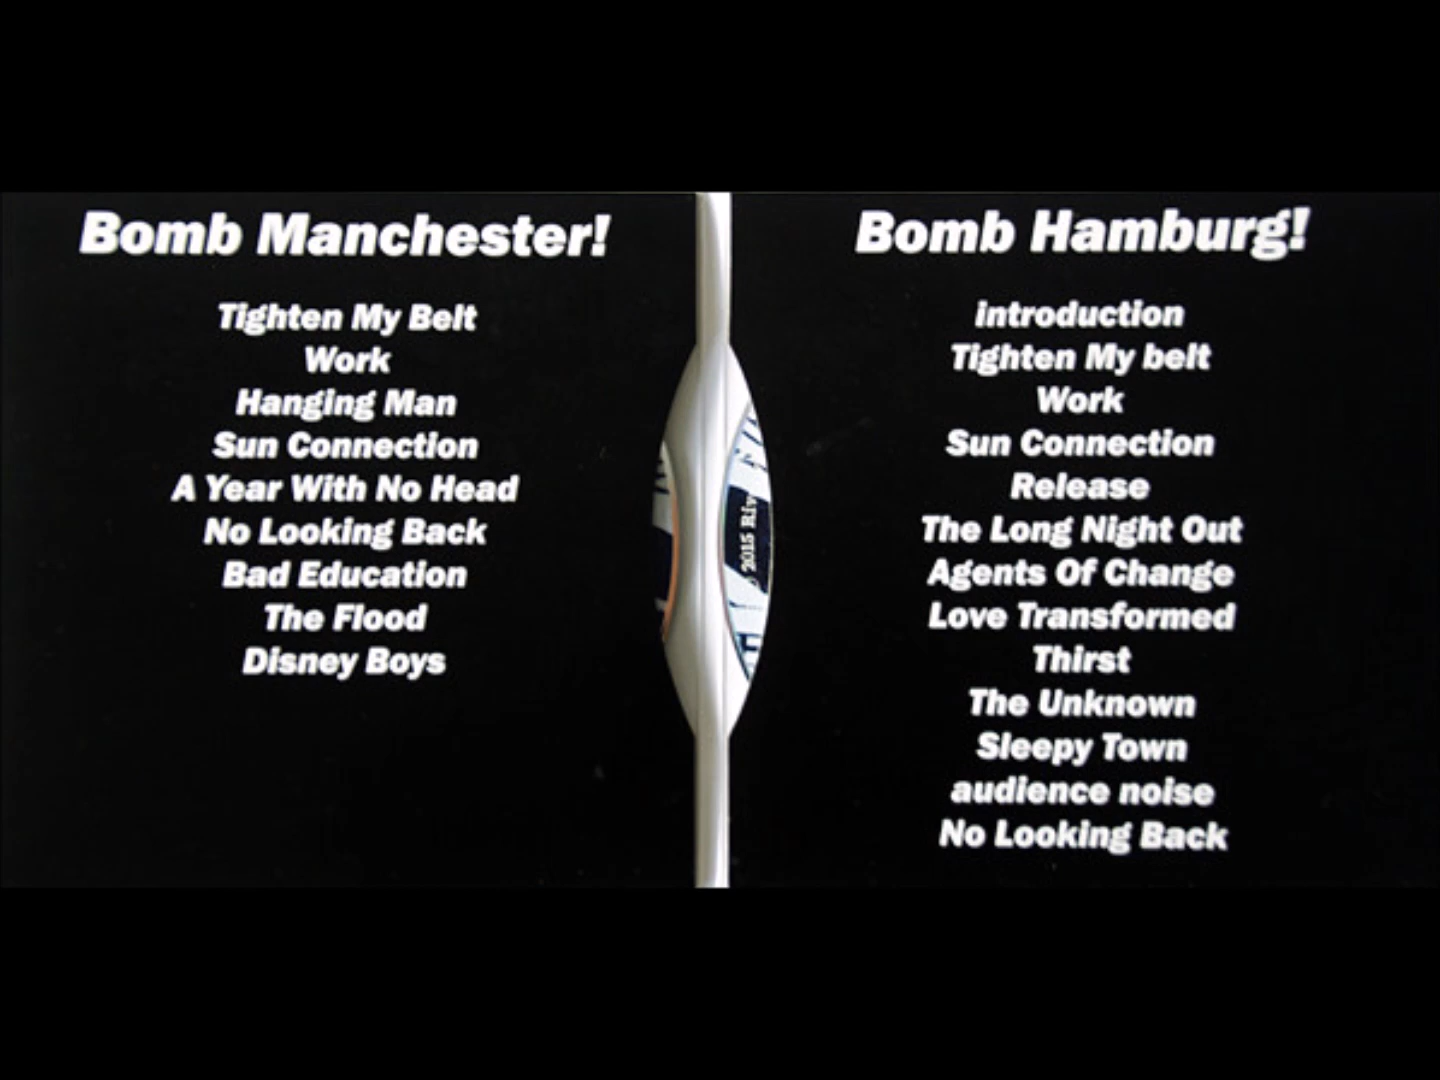 Bomb Manchester!
Tighten My Belt
Work
Hanging Man
Sun Connection
A Year With No Head
No Looking Back
Bad Education
The Flood
Disney Boys
2015 Riv
Bomb Hamburg!
introduction
Tighten My belt
Work
Sun Connection
Release
The Long Night Out
Agents Of Change
Love Transformed
Thirst
The Unknown
Sleepy Town
audience noise
No Looking Back